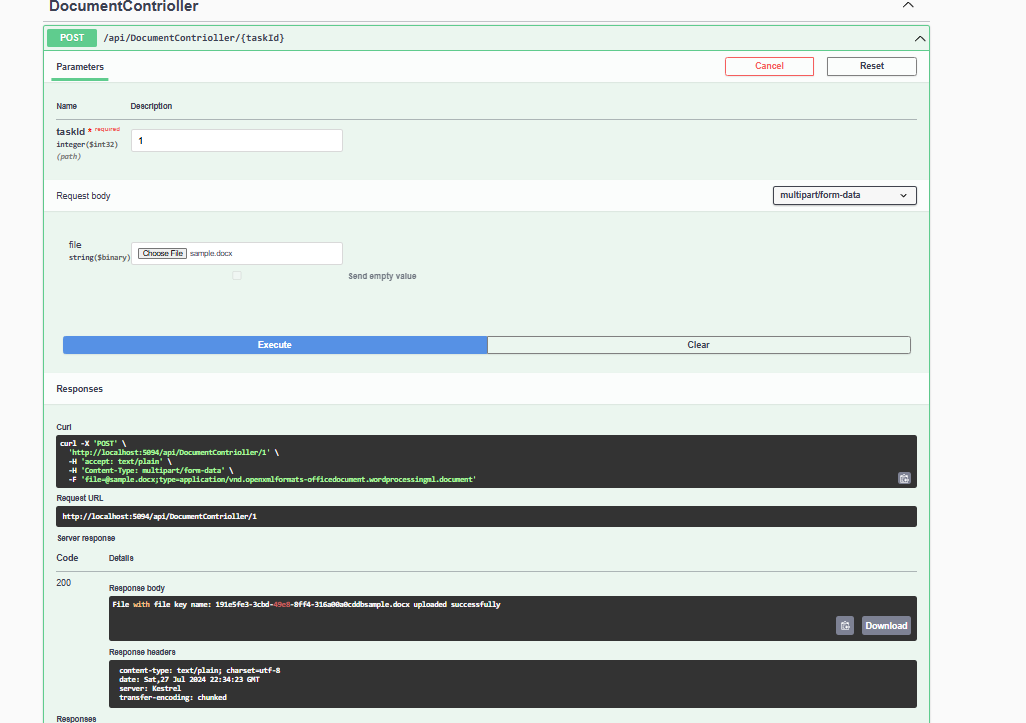 DocumentContrioller
POST /api/DocumentContrioller/{taskId}
Parameters
Cancel
Reset
Name
Description
taskId * required
integer($int32)
(path)
1
Request body
multipart/form-data
file
string($binary)
Choose File sample.docx
Send empty value
Execute
Clear
Responses
Curl
curl -X 'POST' \
'http://localhost:5094/api/DocumentContrioller/1' \
-H 'accept: text/plain' \
-H 'Content-Type: multipart/form-data' \
-F 'file=@sample.docx;type=application/vnd.openxmlformats-officedocument.wordprocessingml.document'
Request URL
http://localhost:5094/api/DocumentContrioller/1
Server response
Code
Details
200
Response body
File with file key name: 191e5fe3-3cbd-49e8-8ff4-316a00a0cddbsample.docx uploaded successfully
Download
Response headers
content-type: text/plain; charset=utf-8
date: Sat,27 Jul 2024 22:34:23 GMT
server: Kestrel
transfer-encoding: chunked
Responses